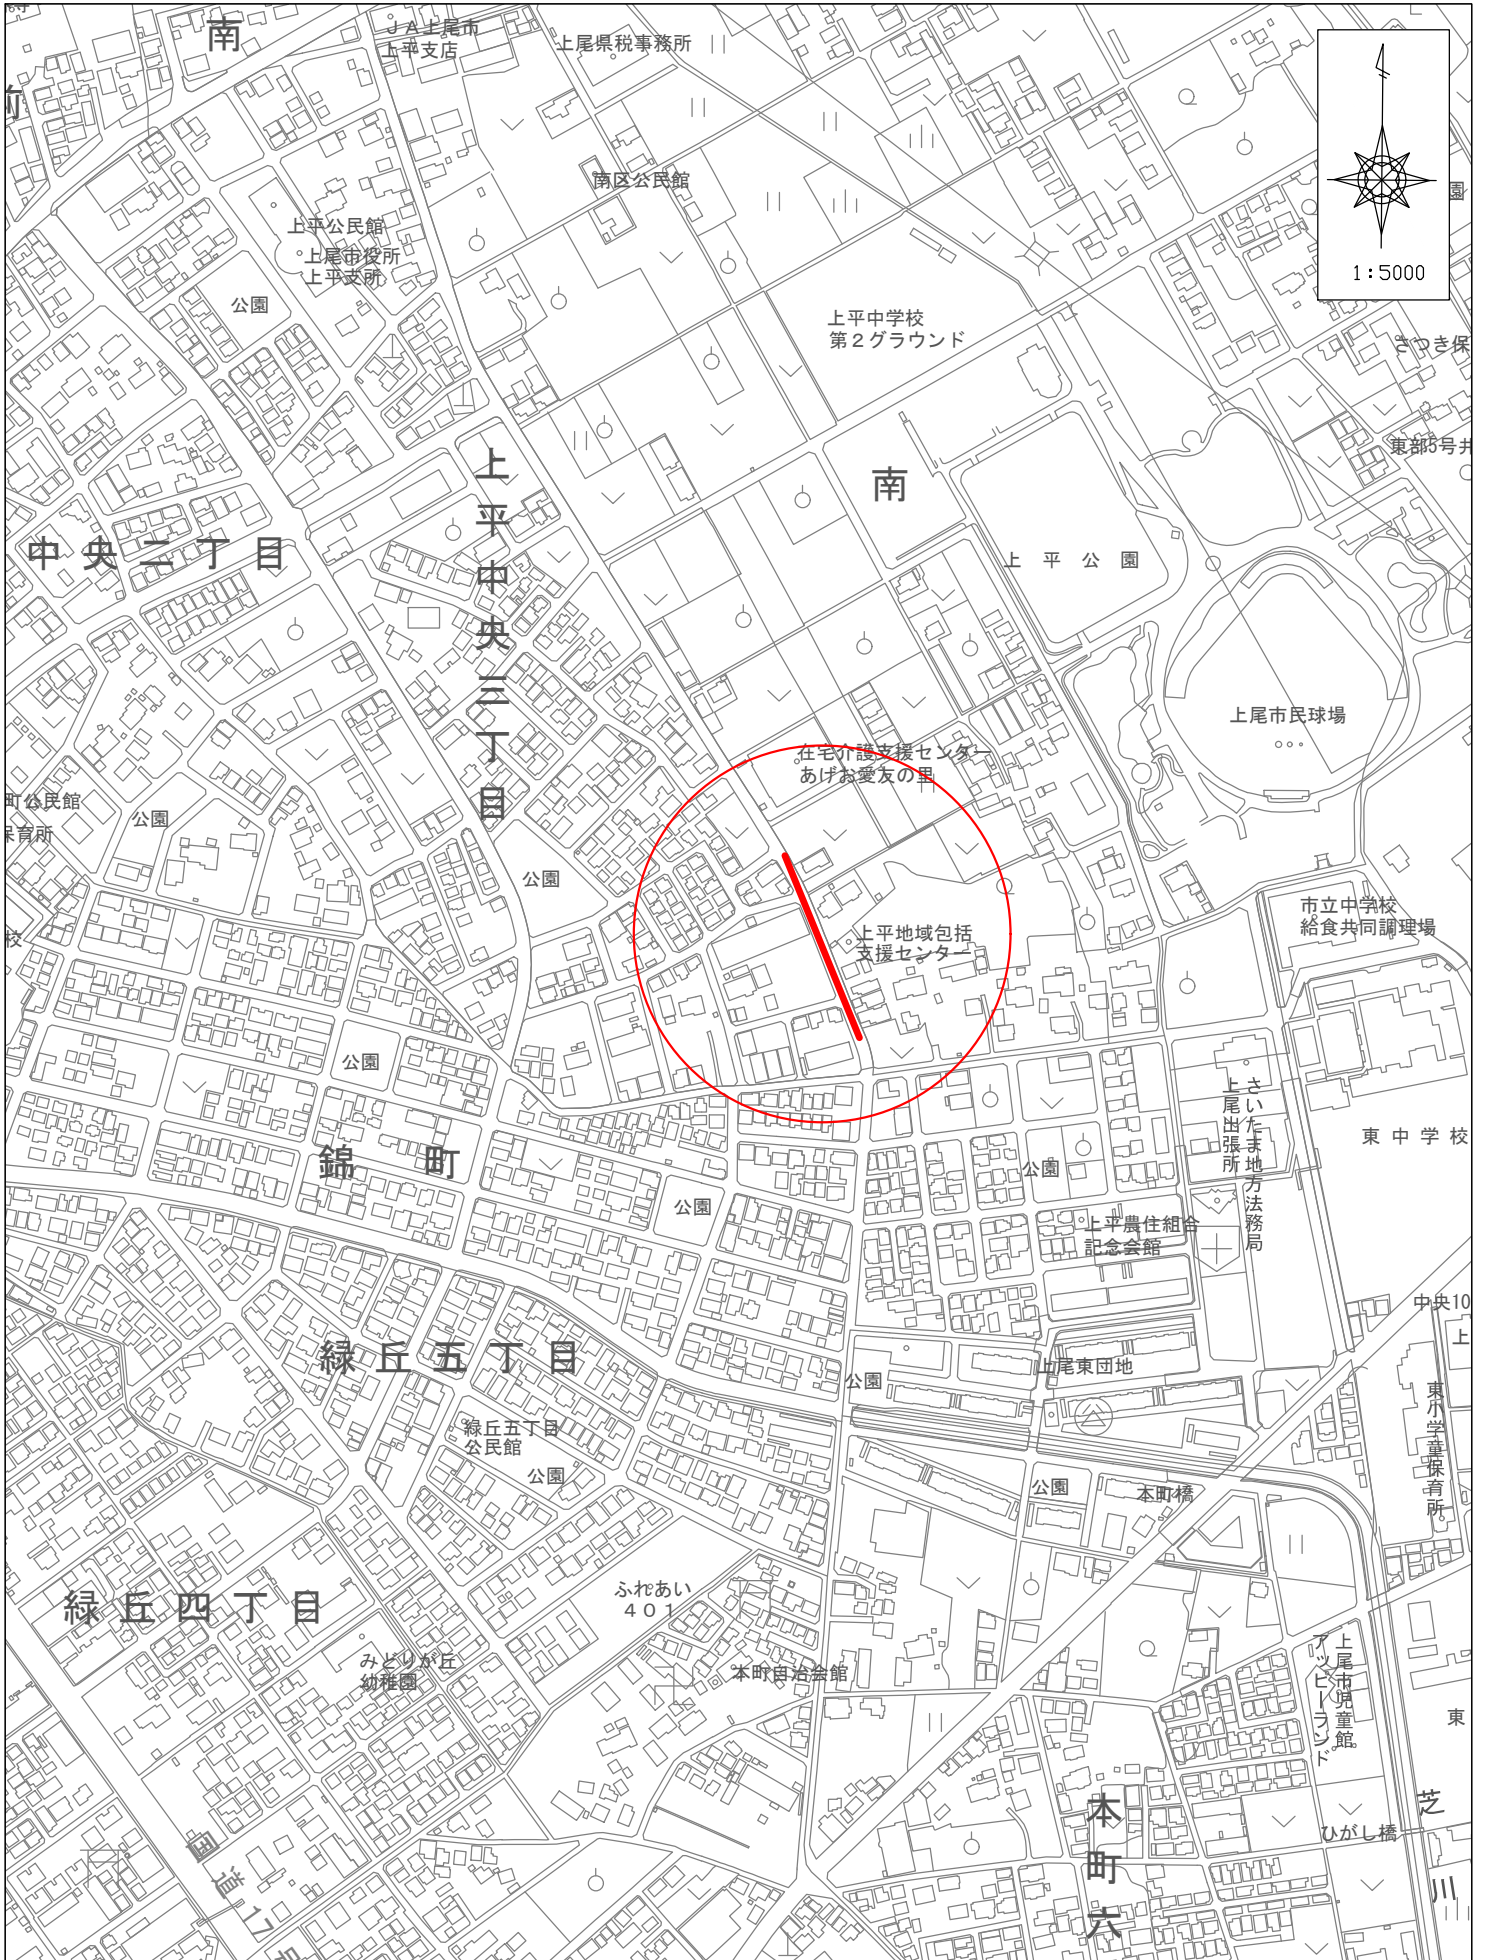 南
ＪＡ上尾市
上平支店
上尾県税事務所
前
南区公民館
園
上平公民館
上尾市役所
上平支所
1:5000
公園
上平中学校
第２グラウンド
さつき保
東部5号井
上平中央三丁目
南
中央二丁目
上平公園
上尾市民球場
在宅介護支援センター
あげお愛友の里
町公民館
保育所
公園
公園
市立中学校
給食共同調理場
校
上平地域包括
支援センター
公園
さいたま地方法務局
上尾出張所
東中学校
錦町
公園
公園
上平農住組合
記念会館
中央10
上
緑丘五丁目
上尾東団地
公園
東小学童保育所
緑丘五丁目
公民館
公園
公園
本町橋
ふれあい
４０１
緑丘四丁目
みどりが丘
幼稚園
本町自治会館
上尾市児童館
アッピーランド
東
本町六
芝川
ひがし橋
国道17号